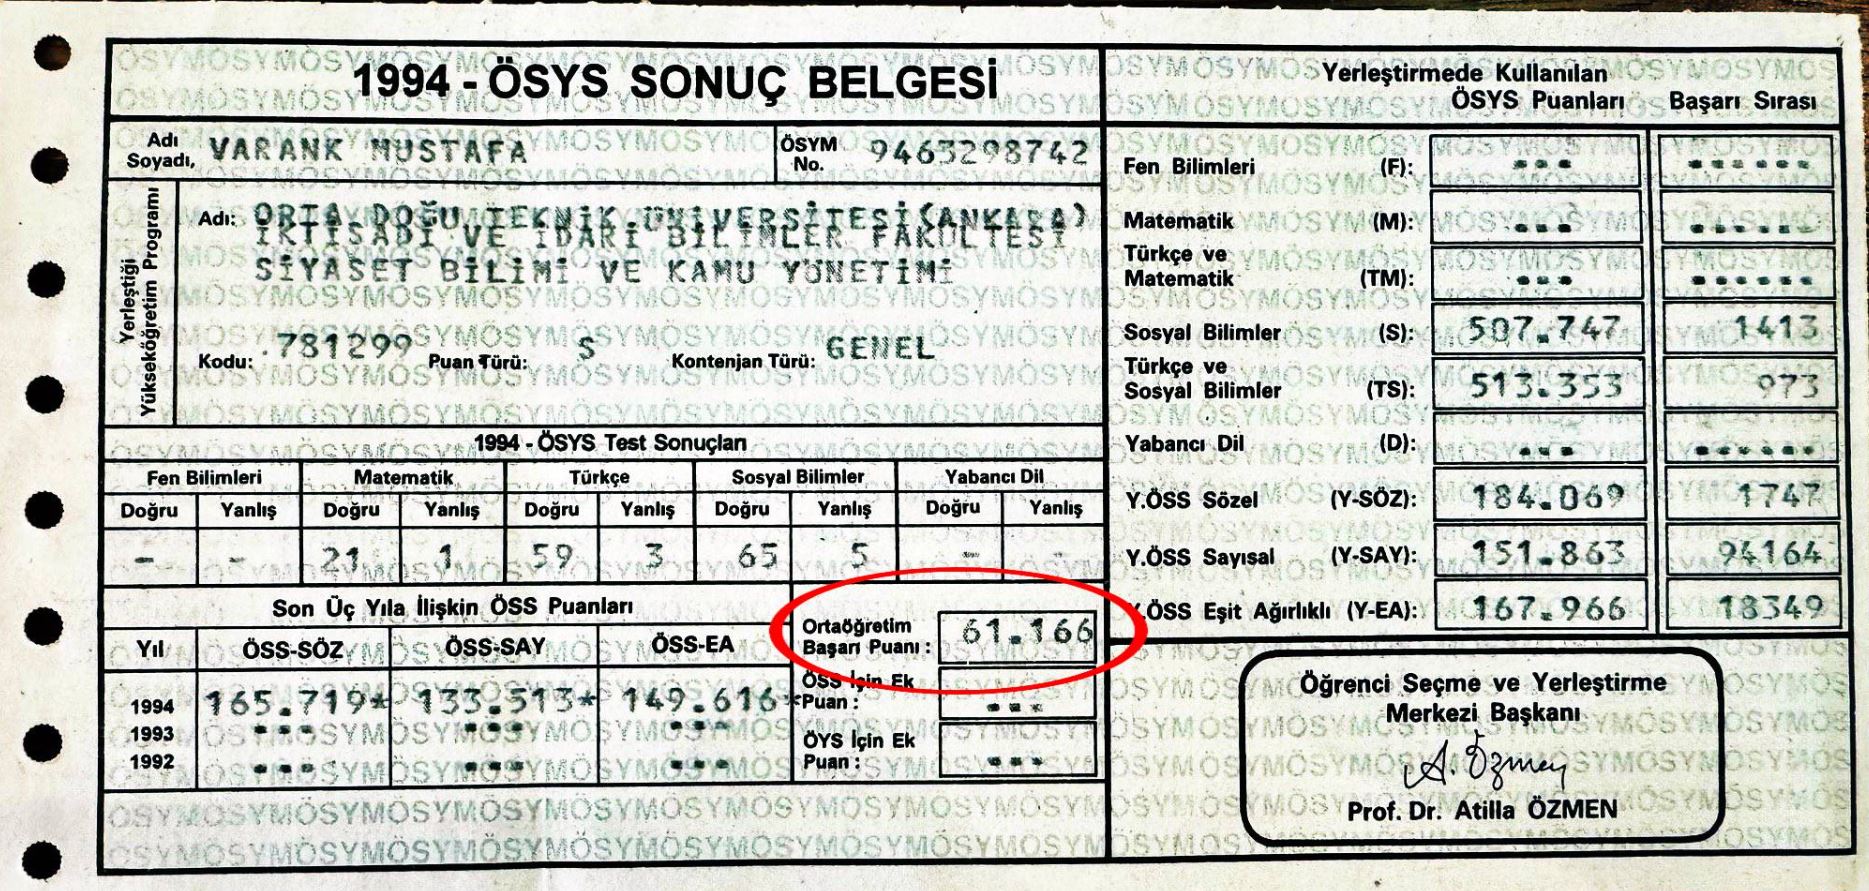 1994 - ÖSYS SONUÇ BELGESİ
Adı Soyadı, VARANK MUSTAFA
ÖSYM No. 9463298742
Yerleştiği Yükseköğretim Programı
Adı: ORTA DOĞU TEKNİK ÜNİVERSİTESİ(ANKARA)
İKTİSADİ VE İDARİ BİLİMLER FAKÜLTESİ
SİYASET BİLİMİ VE KAMU YÖNETİMİ
Kodu: 781299 Puan Türü: S Kontenjan Türü: GENEL
1994 - ÖSYS Test Sonuçları
Fen Bilimleri Matematik Türkçe Sosyal Bilimler Yabancı Dil
Doğru Yanlış Doğru Yanlış Doğru Yanlış Doğru Yanlış Doğru Yanlış
- - 21 1 59 3 65 5 - -
Son Üç Yıla İlişkin ÖSS Puanları
Yıl ÖSS-SÖZ ÖSS-SAY ÖSS-EA
1994 165.719* 133.513* 149.616*
1993 *** *** ***
1992 *** *** ***
Ortaöğretim
Başarı Puanı : 61.166
ÖSS İçin Ek
Puan : ***
ÖYS İçin Ek
Puan : ***
Yerleştirmede Kullanılan
ÖSYS Puanları Başarı Sırası
Fen Bilimleri (F): *** ******
Matematik (M): *** ******
Türkçe ve
Matematik (TM): *** ******
Sosyal Bilimler (S): 507.747 1413
Türkçe ve
Sosyal Bilimler (TS): 513.353 973
Yabancı Dil (D): *** ******
Y.ÖSS Sözel (Y-SÖZ): 184.069 1747
Y.ÖSS Sayısal (Y-SAY): 151.863 94164
Y.ÖSS Eşit Ağırlıklı (Y-EA): 167.966 18349
Öğrenci Seçme ve Yerleştirme
Merkezi Başkanı
A. Özmen
Prof. Dr. Atilla ÖZMEN